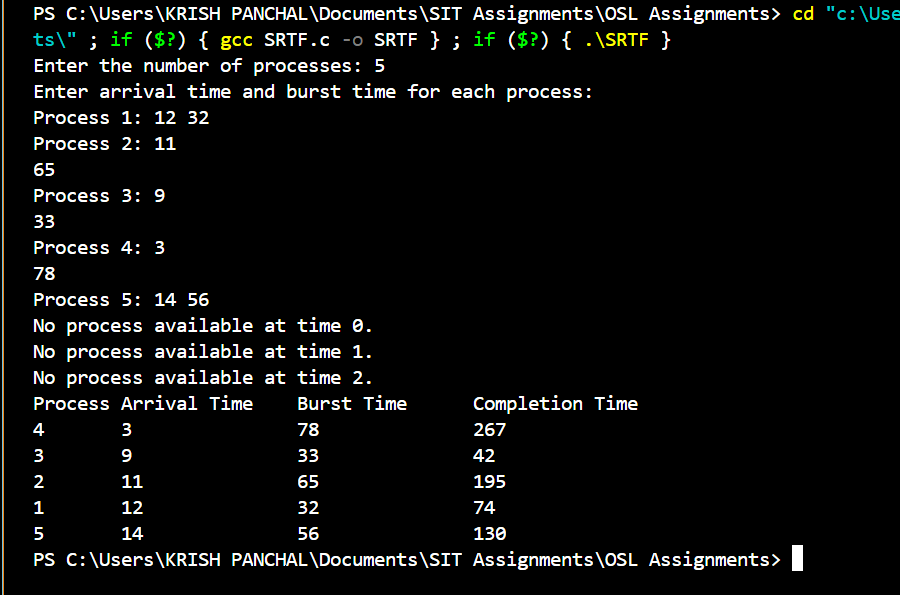 PS C:\Users\KRISH PANCHAL\Documents\SIT Assignments\OSL Assignments> cd "c:\Use
ts\" ; if ($?) { gcc SRTF.c -o SRTF } ; if ($?) { .\SRTF }
Enter the number of processes: 5
Enter arrival time and burst time for each process:
Process 1: 12 32
Process 2: 11
65
Process 3: 9
33
Process 4: 3
78
Process 5: 14 56
No process available at time 0.
No process available at time 1.
No process available at time 2.
Process Arrival Time    Burst Time      Completion Time
4       3               78              267
3       9               33              42
2       11              65              195
1       12              32              74
5       14              56              130
PS C:\Users\KRISH PANCHAL\Documents\SIT Assignments\OSL Assignments>